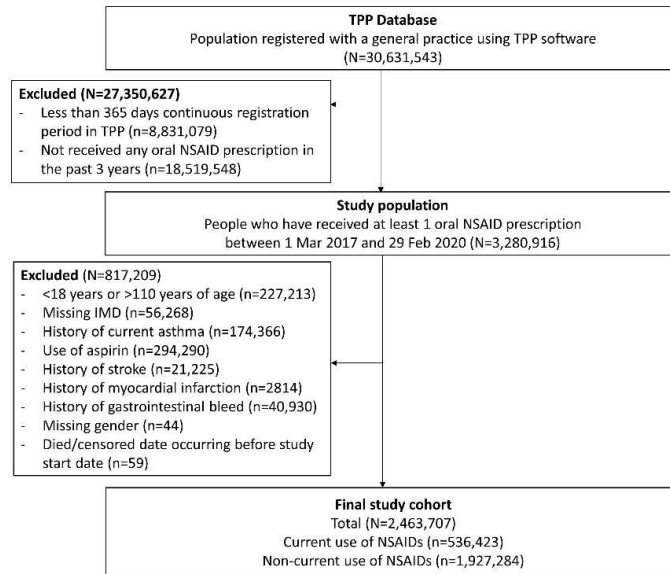 TPP Database
Population registered with a general practice using TPP software
(N=30,631,543)
Excluded (N=27,350,627)
- Less than 365 days continuous registration
period in TPP (n=8,831,079)
- Not received any oral NSAID prescription in
the past 3 years (n=18,519,548)
Study population
People who have received at least 1 oral NSAID prescription
between 1 Mar 2017 and 29 Feb 2020 (N=3,280,916)
Excluded (N=817,209)
- <18 years or >110 years of age (n=227,213)
- Missing IMD (n=56,268)
- History of current asthma (n=174,366)
- Use of aspirin (n=294,290)
- History of stroke (n=21,225)
- History of myocardial infarction (n=2814)
- History of gastrointestinal bleed (n=40,930)
- Missing gender (n=44)
- Died/censored date occurring before study
start date (n=59)
Final study cohort
Total (N=2,463,707)
Current use of NSAIDs (n=536,423)
Non-current use of NSAIDs (n=1,927,284)